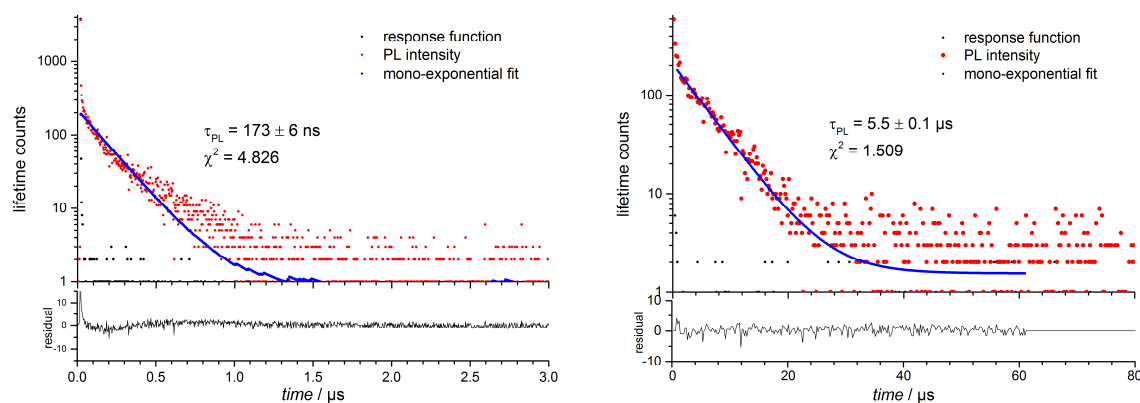 response function
PL intensity
mono-exponential fit
τPL = 173 ± 6 ns
χ² = 4.826
lifetime counts
1000
100
10
1
residual
10
0
-10
0.0 0.5 1.0 1.5 2.0 2.5 3.0
time / µs
response function
PL intensity
mono-exponential fit
τPL = 5.5 ± 0.1 µs
χ² = 1.509
lifetime counts
100
10
1
residual
10
0
-10
0 20 40 60 80
time / µs